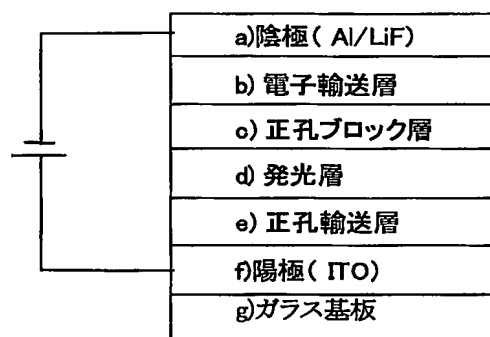 a)陰極( Al/LiF)
b) 電子輸送層
c) 正孔ブロック層
d) 発光層
e) 正孔輸送層
f)陽極( ITO)
g)ガラス基板